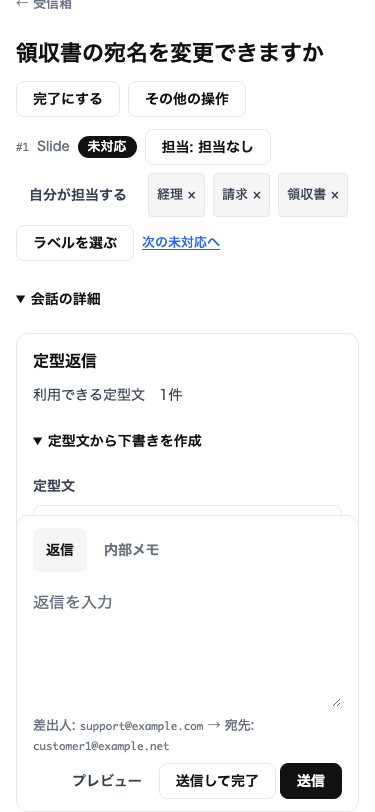 ← 受信箱
領収書の宛名を変更できますか
完了にする その他の操作
#1 Slide 未対応 担当: 担当なし
自分が担当する 経理 × 請求 × 領収書 ×
ラベルを選ぶ 次の未対応へ
▼ 会話の詳細
定型返信
利用できる定型文 1件
▼ 定型文から下書きを作成
定型文
返信 内部メモ
返信を入力
差出人: support@example.com → 宛先:
customer1@example.net
プレビュー 送信して完了 送信